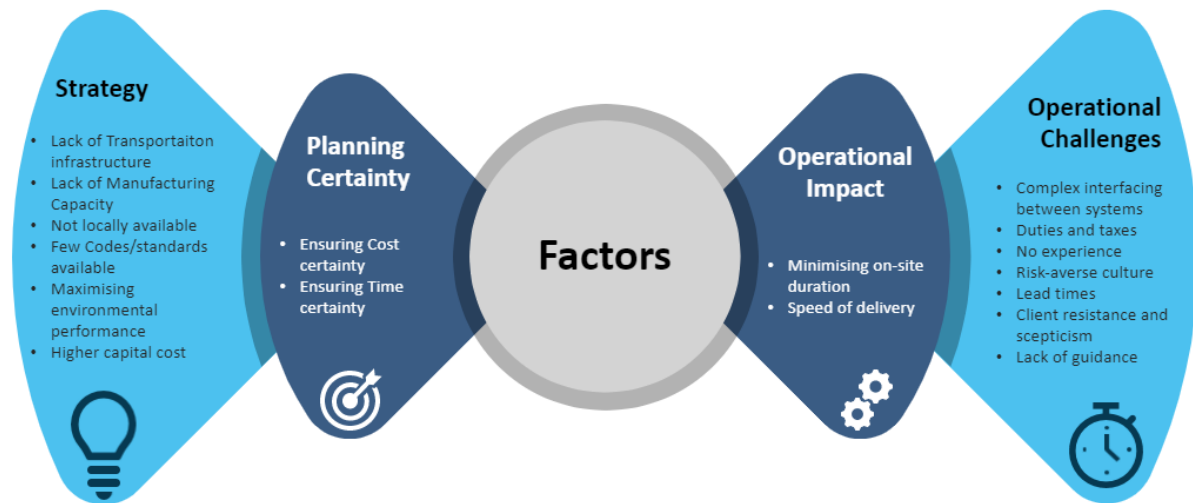 Strategy
• Lack of Transportaiton
infrastructure
• Lack of Manufacturing
Capacity
• Not locally available
• Few Codes/standards
available
• Maximising
environmental
performance
• Higher capital cost
Planning
Certainty
• Ensuring Cost
certainty
• Ensuring Time
certainty
Factors
Operational
Impact
• Minimising on-site
duration
• Speed of delivery
Operational
Challenges
• Complex interfacing
between systems
• Duties and taxes
• No experience
• Risk-averse culture
• Lead times
• Client resistance and
scepticism
• Lack of guidance